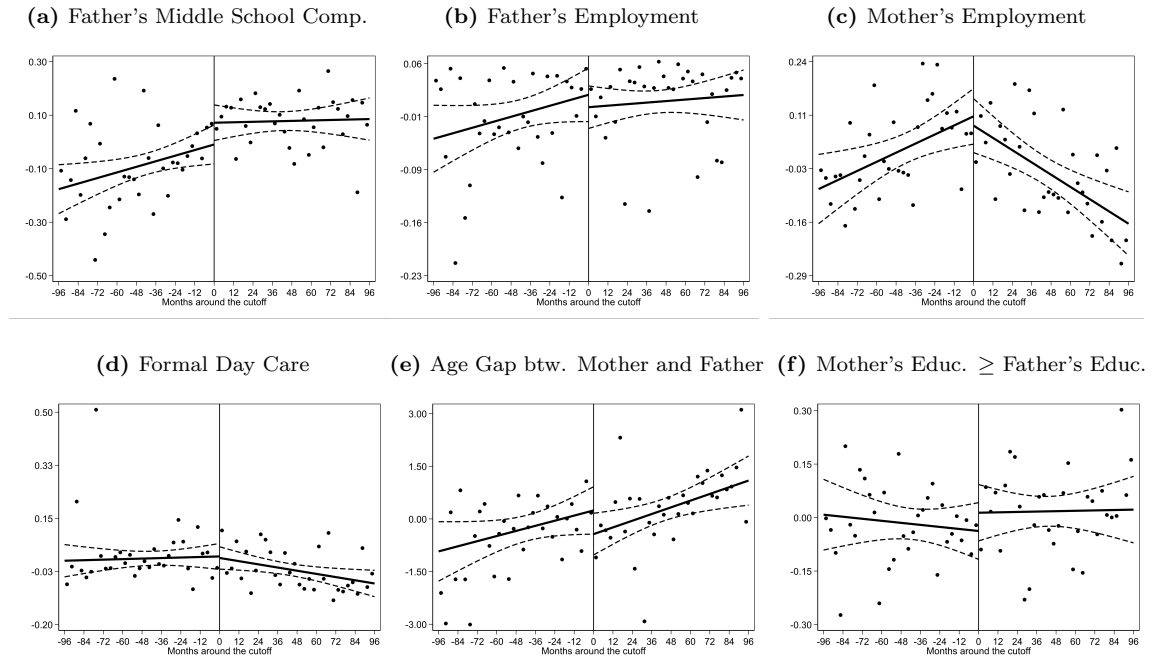 (a) Father's Middle School Comp.
0.30
0.10
-0.10
-0.30
-0.50
-96 -84 -72 -60 -48 -36 -24 -12 0 12 24 36 48 60 72 84 96
Months around the cutoff
(b) Father's Employment
0.06
-0.01
-0.09
-0.16
-0.23
-96 -84 -72 -60 -48 -36 -24 -12 0 12 24 36 48 60 72 84 96
Months around the cutoff
(c) Mother's Employment
0.24
0.11
-0.03
-0.16
-0.29
-96 -84 -72 -60 -48 -36 -24 -12 0 12 24 36 48 60 72 84 96
Months around the cutoff
(d) Formal Day Care
0.50
0.33
0.15
-0.03
-0.20
-96 -84 -72 -60 -48 -36 -24 -12 0 12 24 36 48 60 72 84 96
Months around the cutoff
(e) Age Gap btw. Mother and Father
3.00
1.50
0.00
-1.50
-3.00
-96 -84 -72 -60 -48 -36 -24 -12 0 12 24 36 48 60 72 84 96
Months around the cutoff
(f) Mother's Educ. ≥ Father's Educ.
0.30
0.15
0.00
-0.15
-0.30
-96 -84 -72 -60 -48 -36 -24 -12 0 12 24 36 48 60 72 84 96
Months around the cutoff